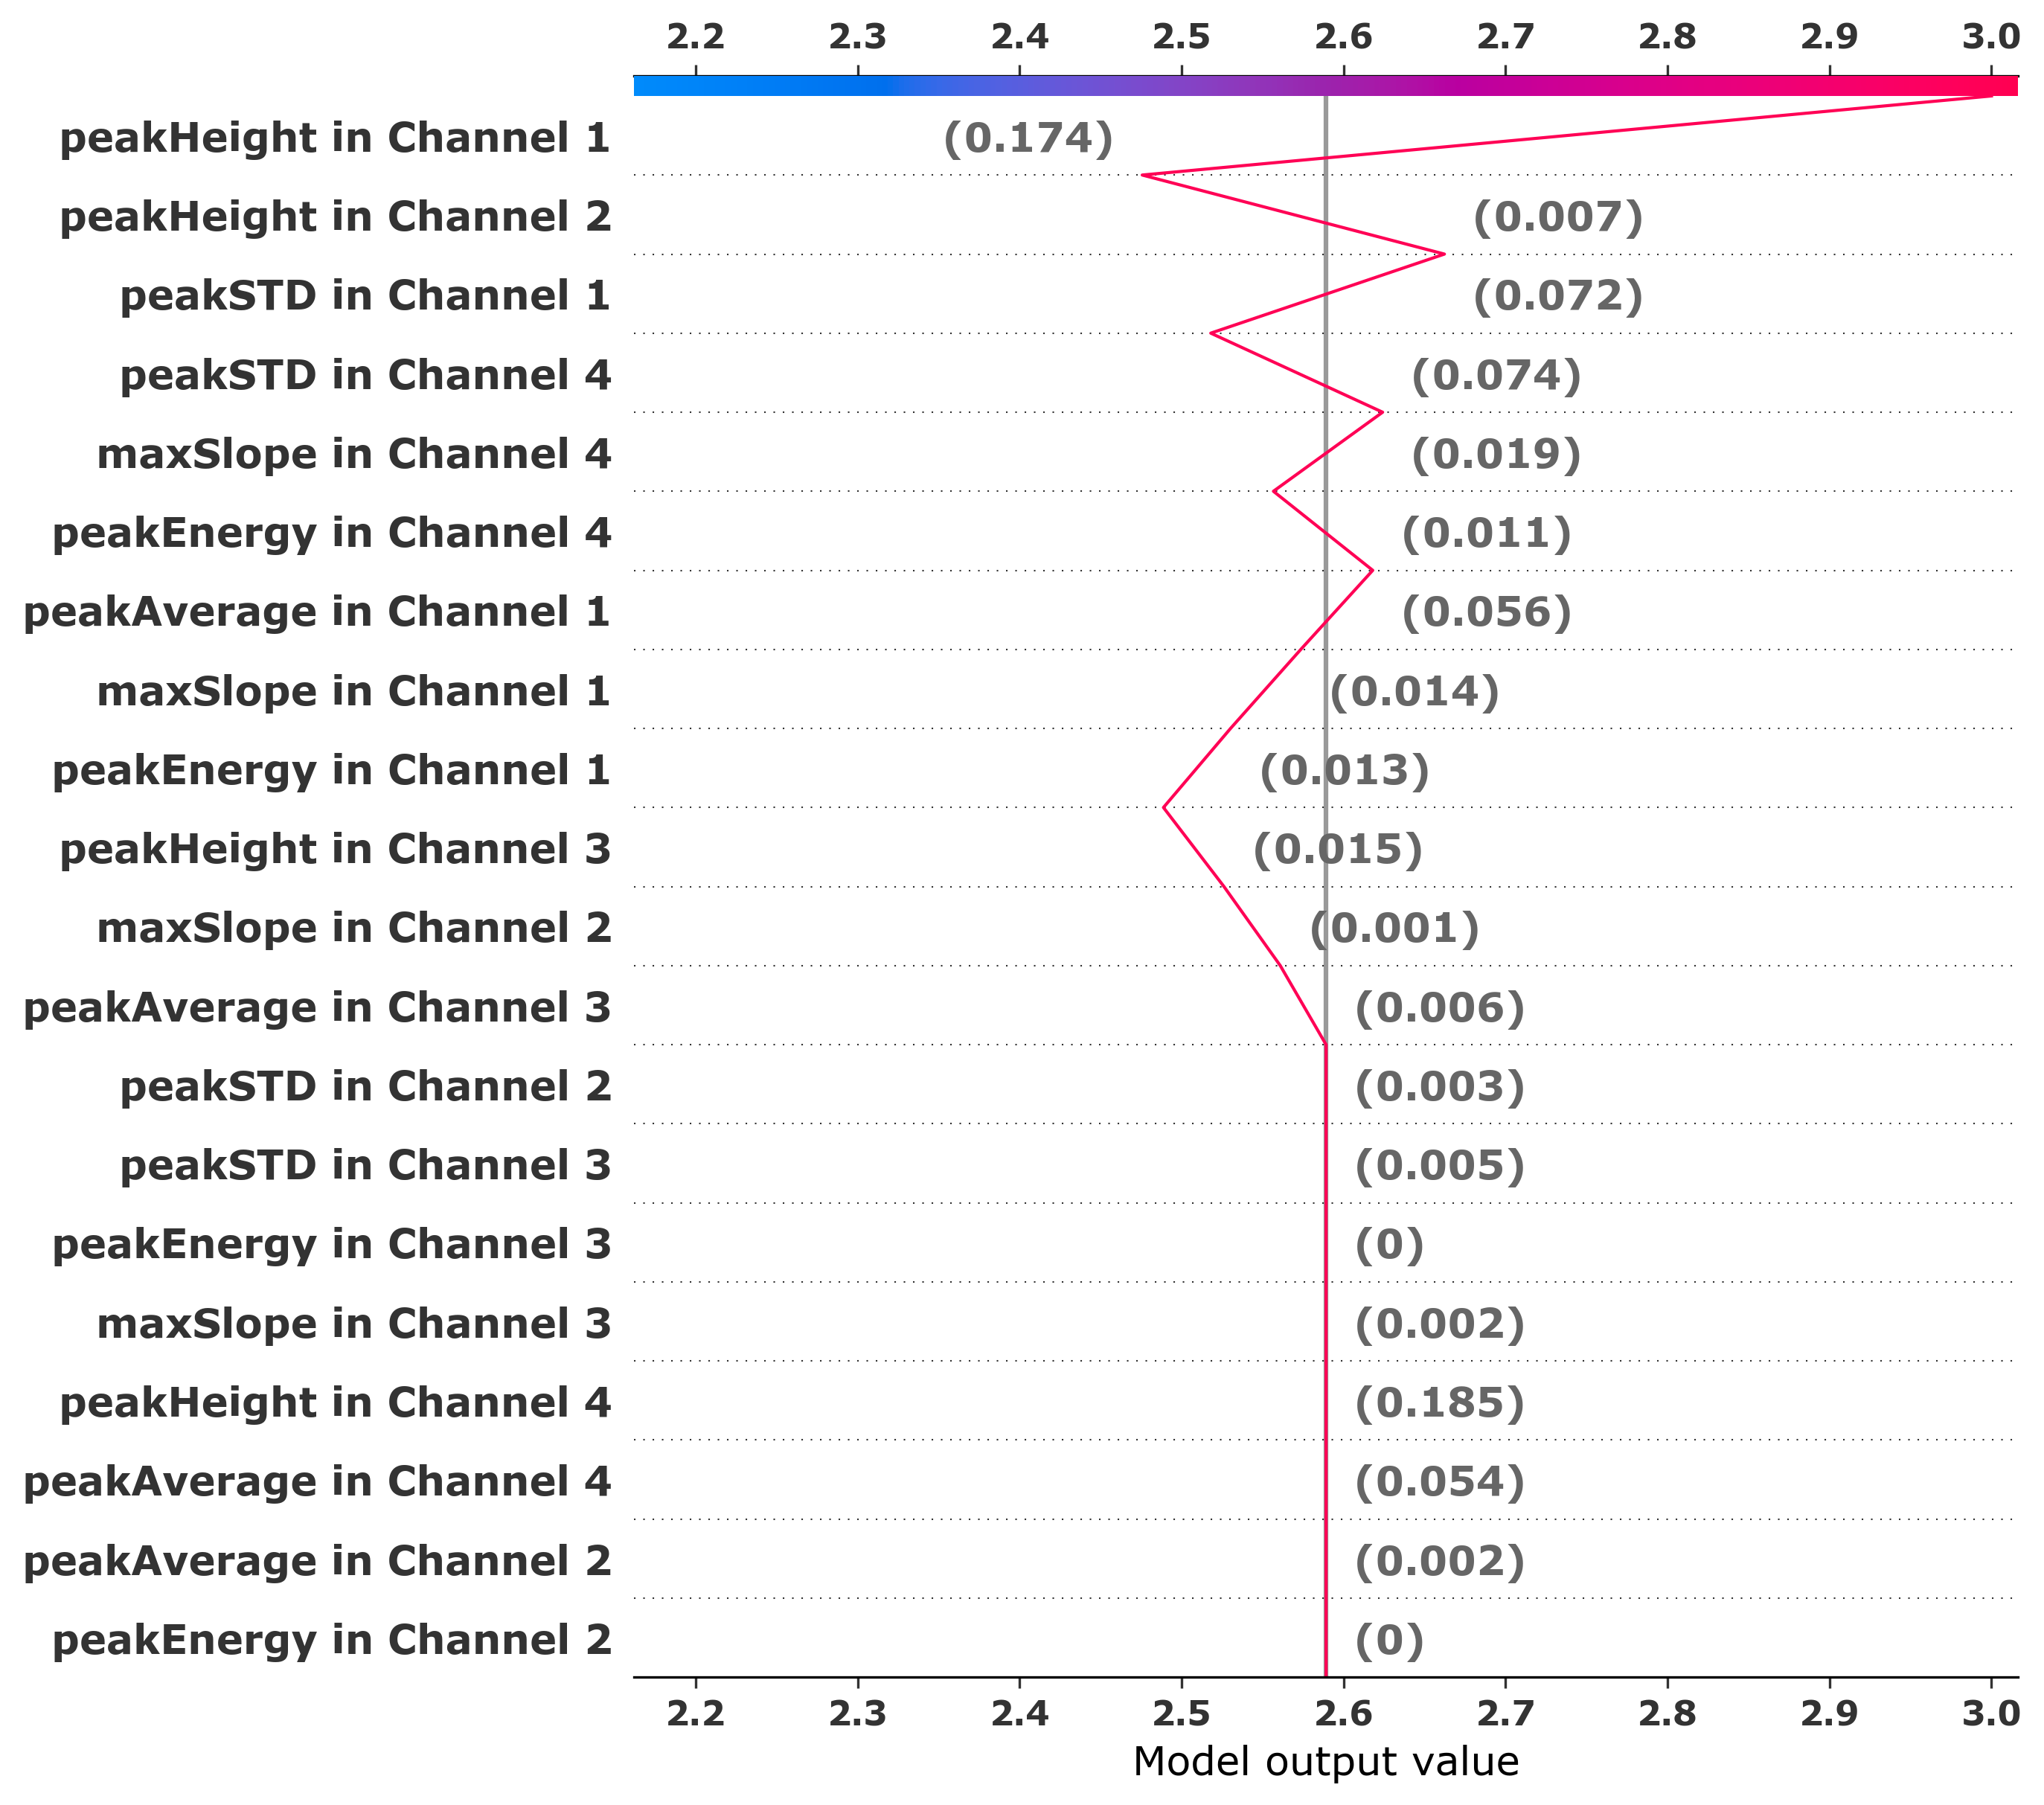 2.2 2.3 2.4 2.5 2.6 2.7 2.8 2.9 3.0
peakHeight in Channel 1 (0.174)
peakHeight in Channel 2 (0.007)
peakSTD in Channel 1 (0.072)
peakSTD in Channel 4 (0.074)
maxSlope in Channel 4 (0.019)
peakEnergy in Channel 4 (0.011)
peakAverage in Channel 1 (0.056)
maxSlope in Channel 1 (0.014)
peakEnergy in Channel 1 (0.013)
peakHeight in Channel 3 (0.015)
maxSlope in Channel 2 (0.001)
peakAverage in Channel 3 (0.006)
peakSTD in Channel 2 (0.003)
peakSTD in Channel 3 (0.005)
peakEnergy in Channel 3 (0)
maxSlope in Channel 3 (0.002)
peakHeight in Channel 4 (0.185)
peakAverage in Channel 4 (0.054)
peakAverage in Channel 2 (0.002)
peakEnergy in Channel 2 (0)
2.2 2.3 2.4 2.5 2.6 2.7 2.8 2.9 3.0
Model output value